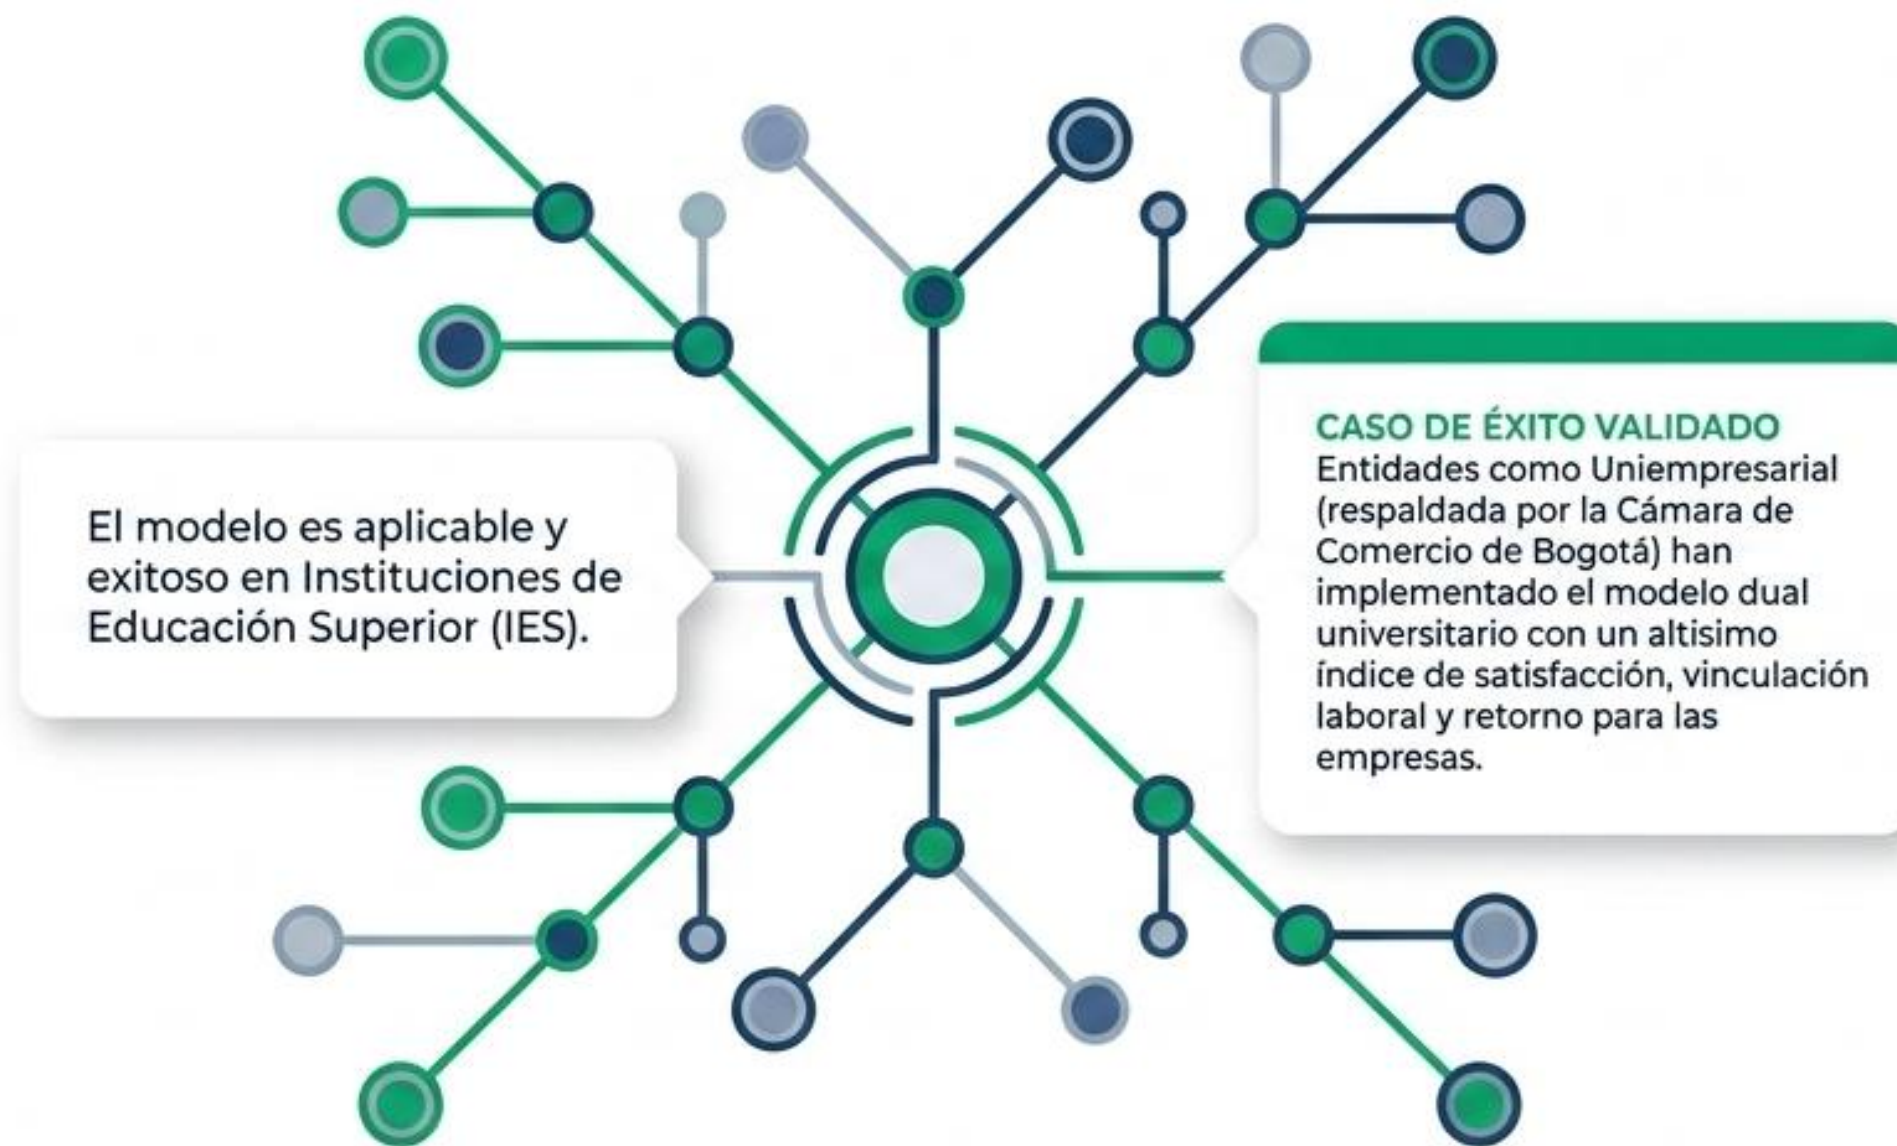 El modelo es aplicable y
exitoso en Instituciones de
Educación Superior (IES).
CASO DE ÉXITO VALIDADO
Entidades como Uniempresarial
(respaldada por la Cámara de
Comercio de Bogotá) han
implementado el modelo dual
universitario con un altisimo
índice de satisfacción, vinculación
laboral y retorno para las
empresas.